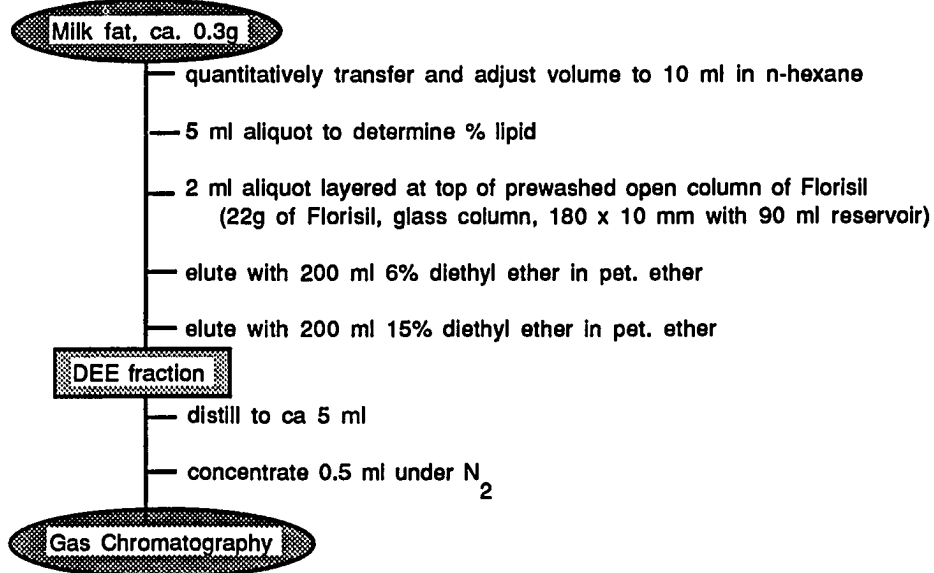 Milk fat, ca. 0.3g
quantitatively transfer and adjust volume to 10 ml in n-hexane
5 ml aliquot to determine % lipid
2 ml aliquot layered at top of prewashed open column of Florisil
(22g of Florisil, glass column, 180 x 10 mm with 90 ml reservoir)
elute with 200 ml 6% diethyl ether in pet. ether
elute with 200 ml 15% diethyl ether in pet. ether
DEE fraction
distill to ca 5 ml
concentrate 0.5 ml under N2
Gas Chromatography